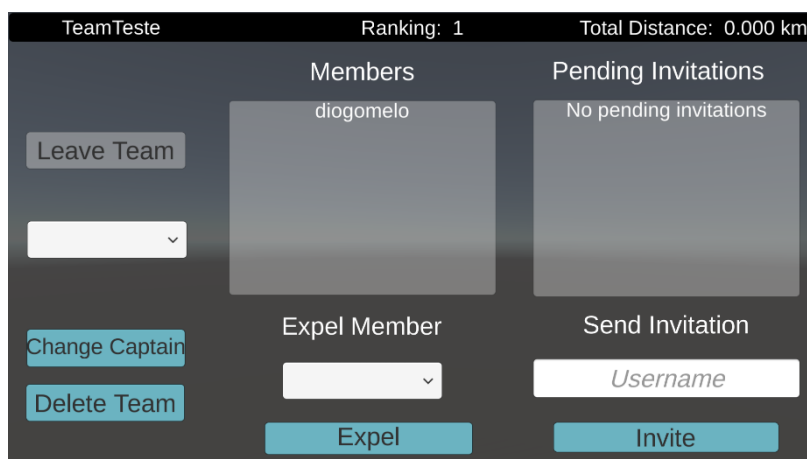 TeamTeste Ranking: 1 Total Distance: 0.000 km
Members
Pending Invitations
diogomelo
No pending invitations
Leave Team
Expel Member
Send Invitation
Change Captain
Username
Delete Team
Expel
Invite